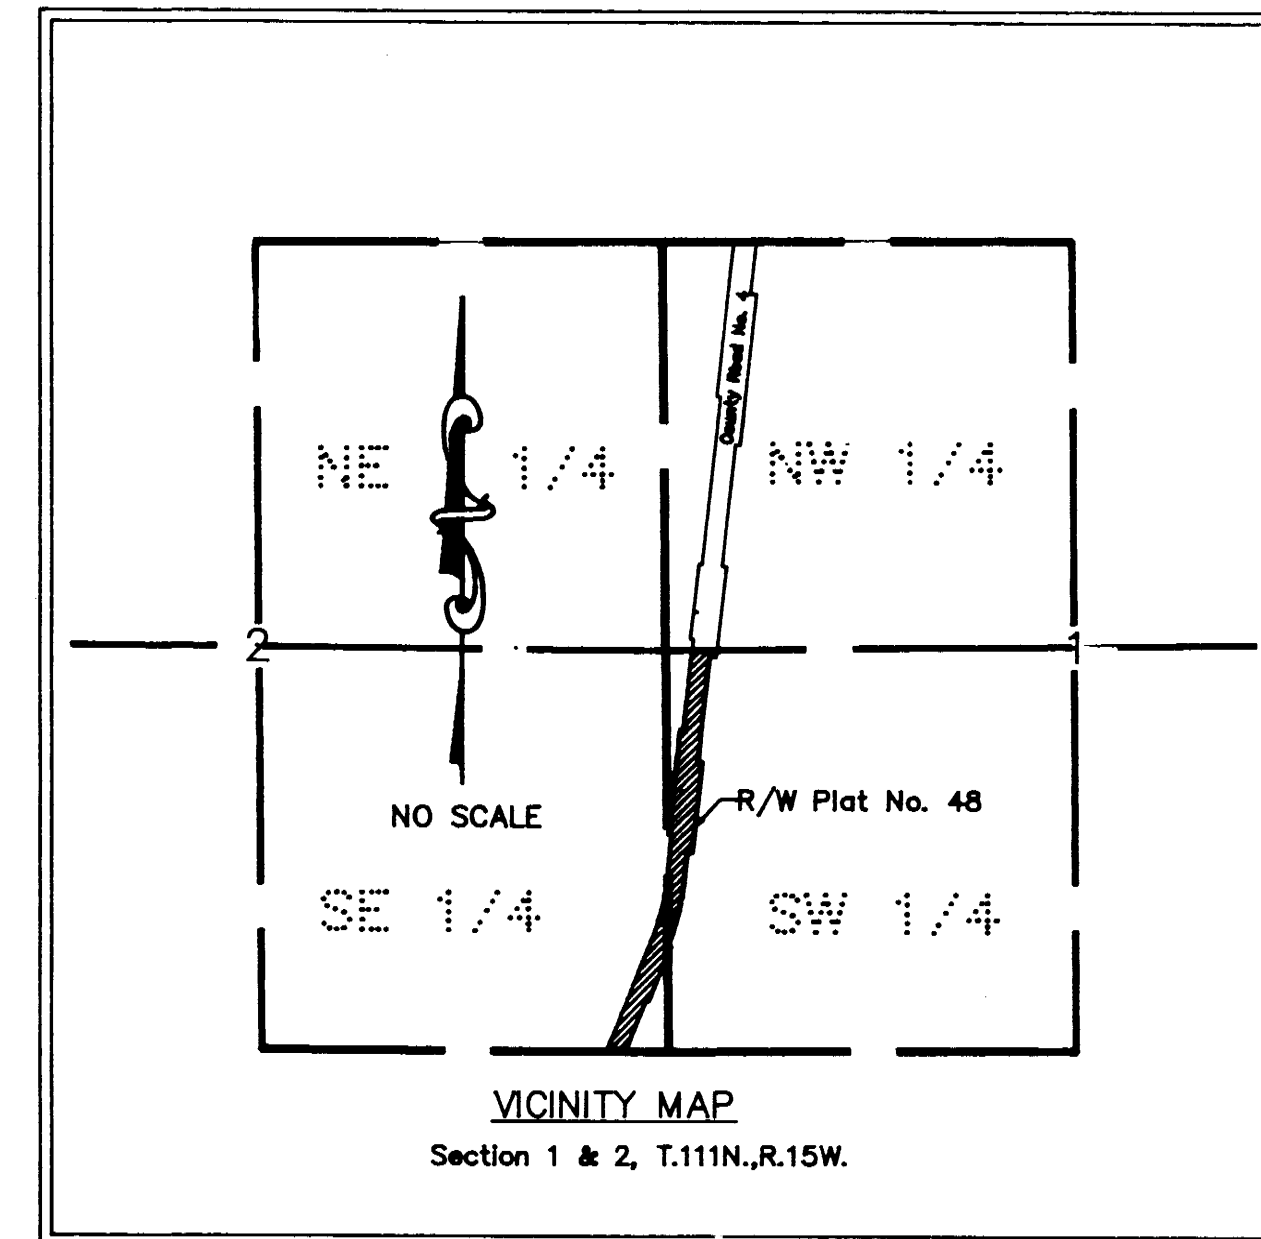 County Road No. 4
NE 1/4
NW 1/4
2
1
NO SCALE
R/W Plat No. 48
SE 1/4
SW 1/4
VICINITY MAP
Section 1 & 2, T.111N.,R.15W.